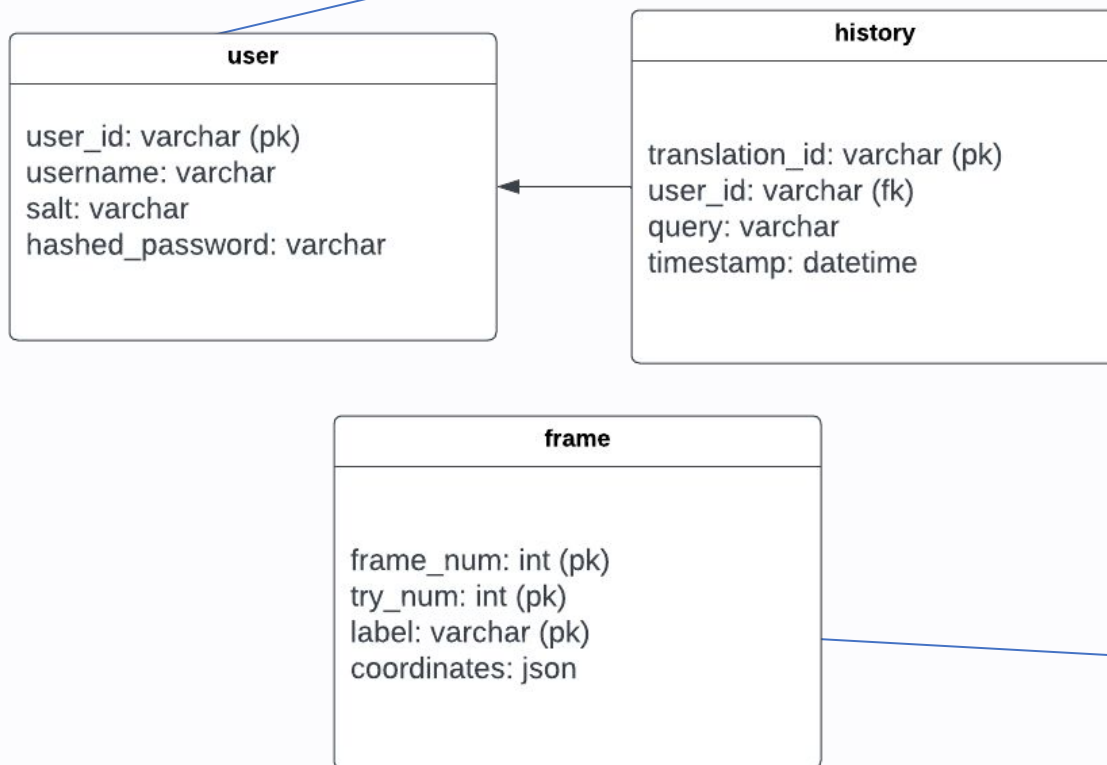 user
user_id: varchar (pk)
username: varchar
salt: varchar
hashed_password: varchar
history
translation_id: varchar (pk)
user_id: varchar (fk)
query: varchar
timestamp: datetime
frame
frame_num: int (pk)
try_num: int (pk)
label: varchar (pk)
coordinates: json